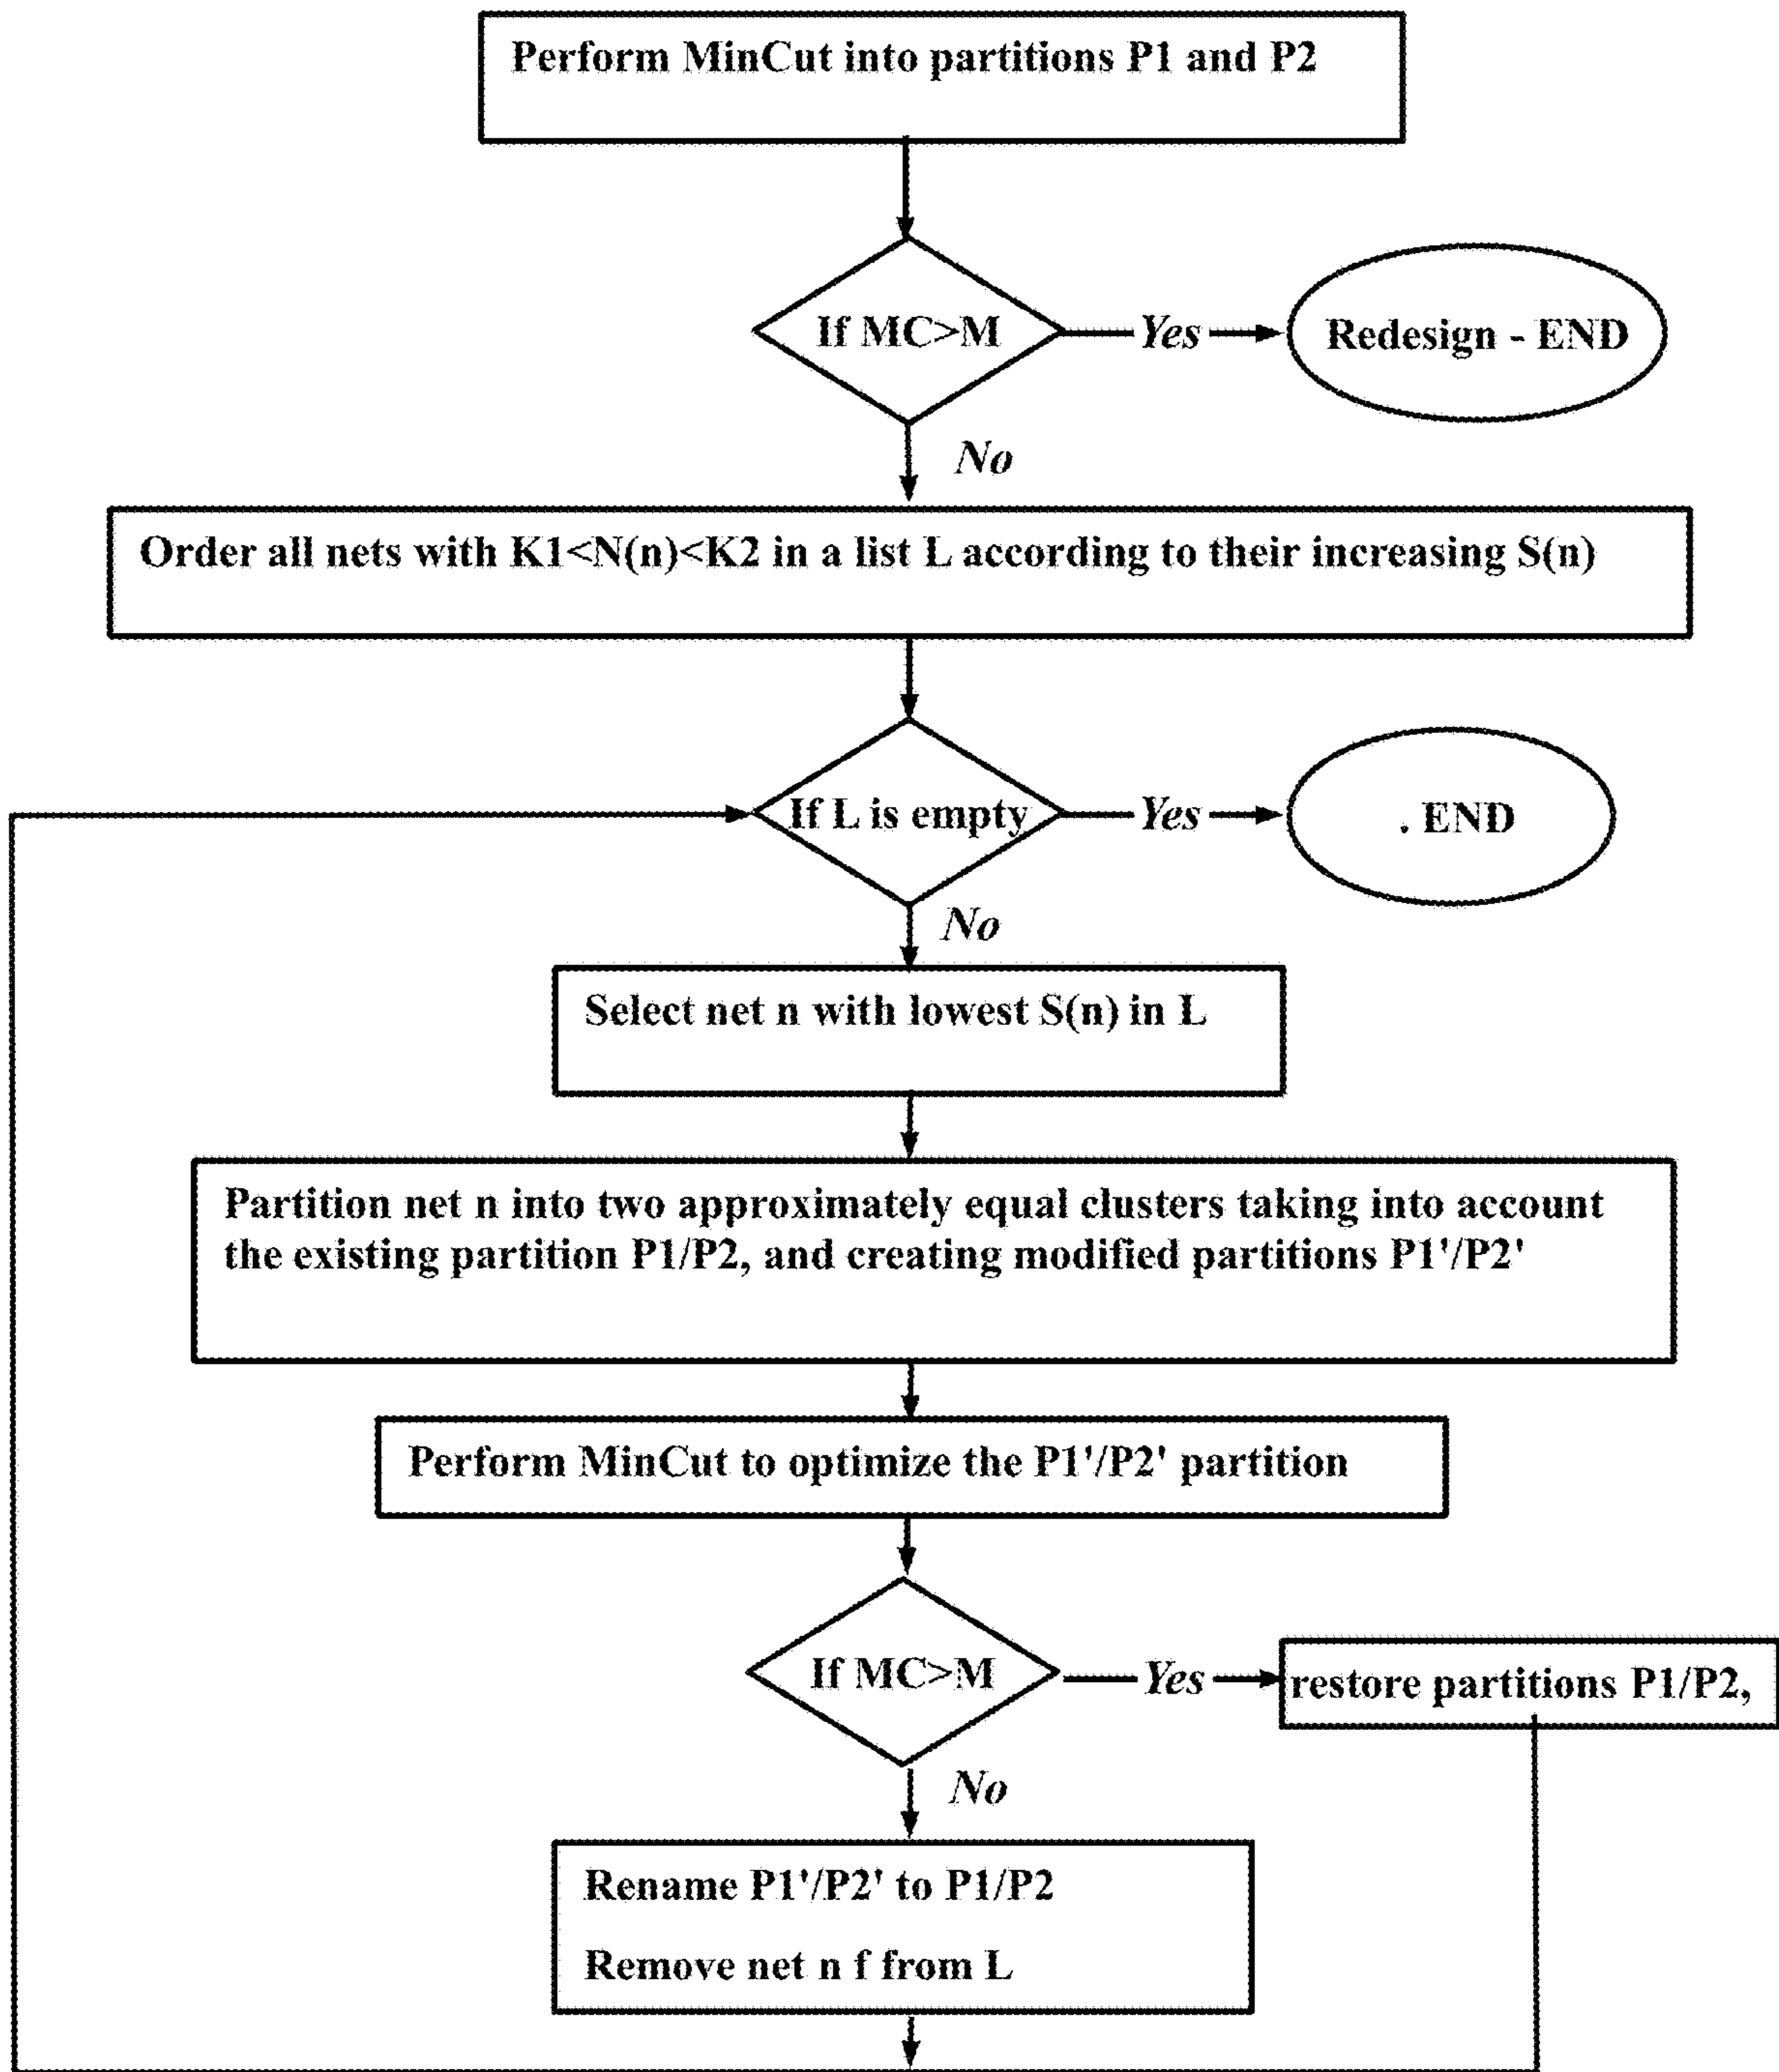 Perform MinCut into partitions P1 and P2
If MC>M
Yes
Redesign - END
No
Order all nets with K1<N(n)<K2 in a list L according to their increasing S(n)
If L is empty
Yes
. END
No
Select net n with lowest S(n) in L
Partition net n into two approximately equal clusters taking into account
the existing partition P1/P2, and creating modified partitions P1'/P2'
Perform MinCut to optimize the P1'/P2' partition
If MC>M
Yes
restore partitions P1/P2,
No
Rename P1'/P2' to P1/P2
Remove net n f from L